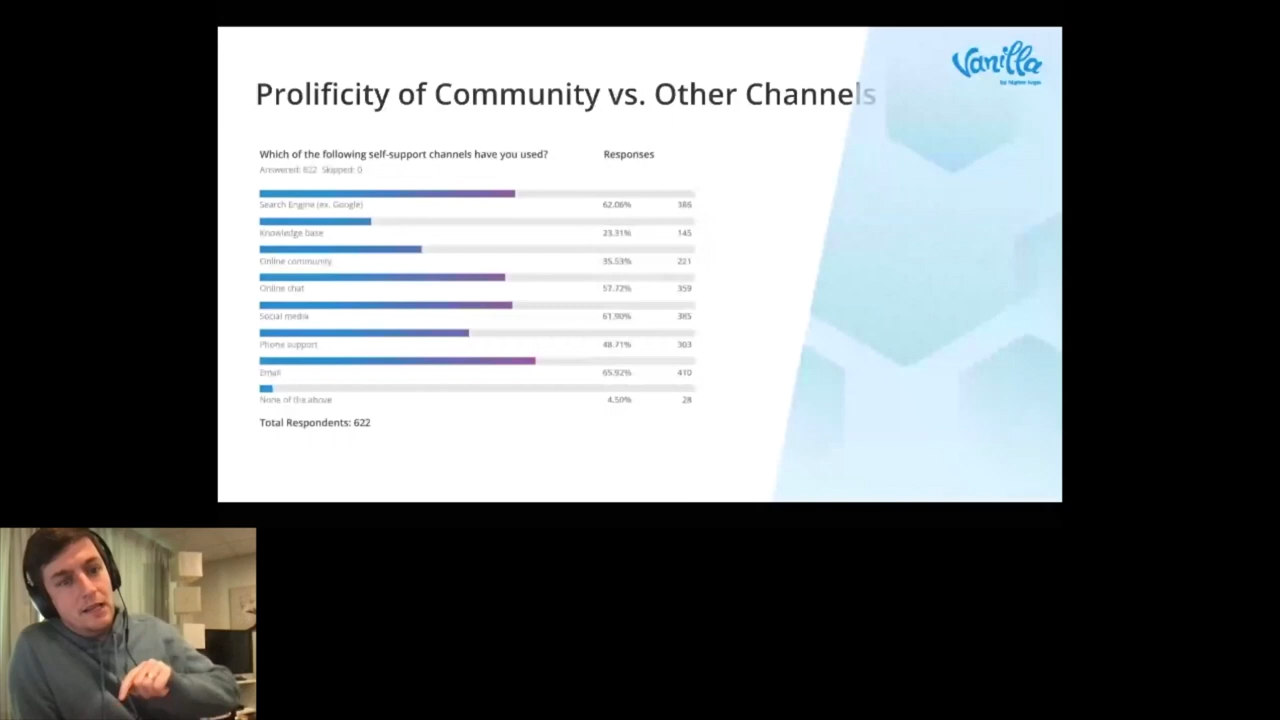 Vanilla
by Higher Logic
Prolificity of Community vs. Other Channels
Which of the following self-support channels have you used? Responses
Answered: 622 Skipped: 0
Search Engine (ex. Google) 62.06% 386
Knowledge base 23.31% 145
Online community 35.53% 221
Online chat 57.72% 359
Social media 61.90% 385
Phone support 48.71% 303
Email 65.92% 410
None of the above 4.50% 28
Total Respondents: 622